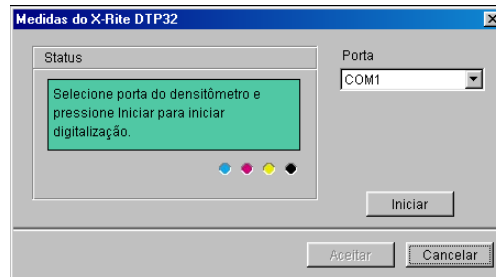 Medidas do X-Rite DTP32
Status
Selecione porta do densitômetro e
pressione Iniciar para iniciar
digitalização.
Porta
COM1
Iniciar
Aceitar
Cancelar